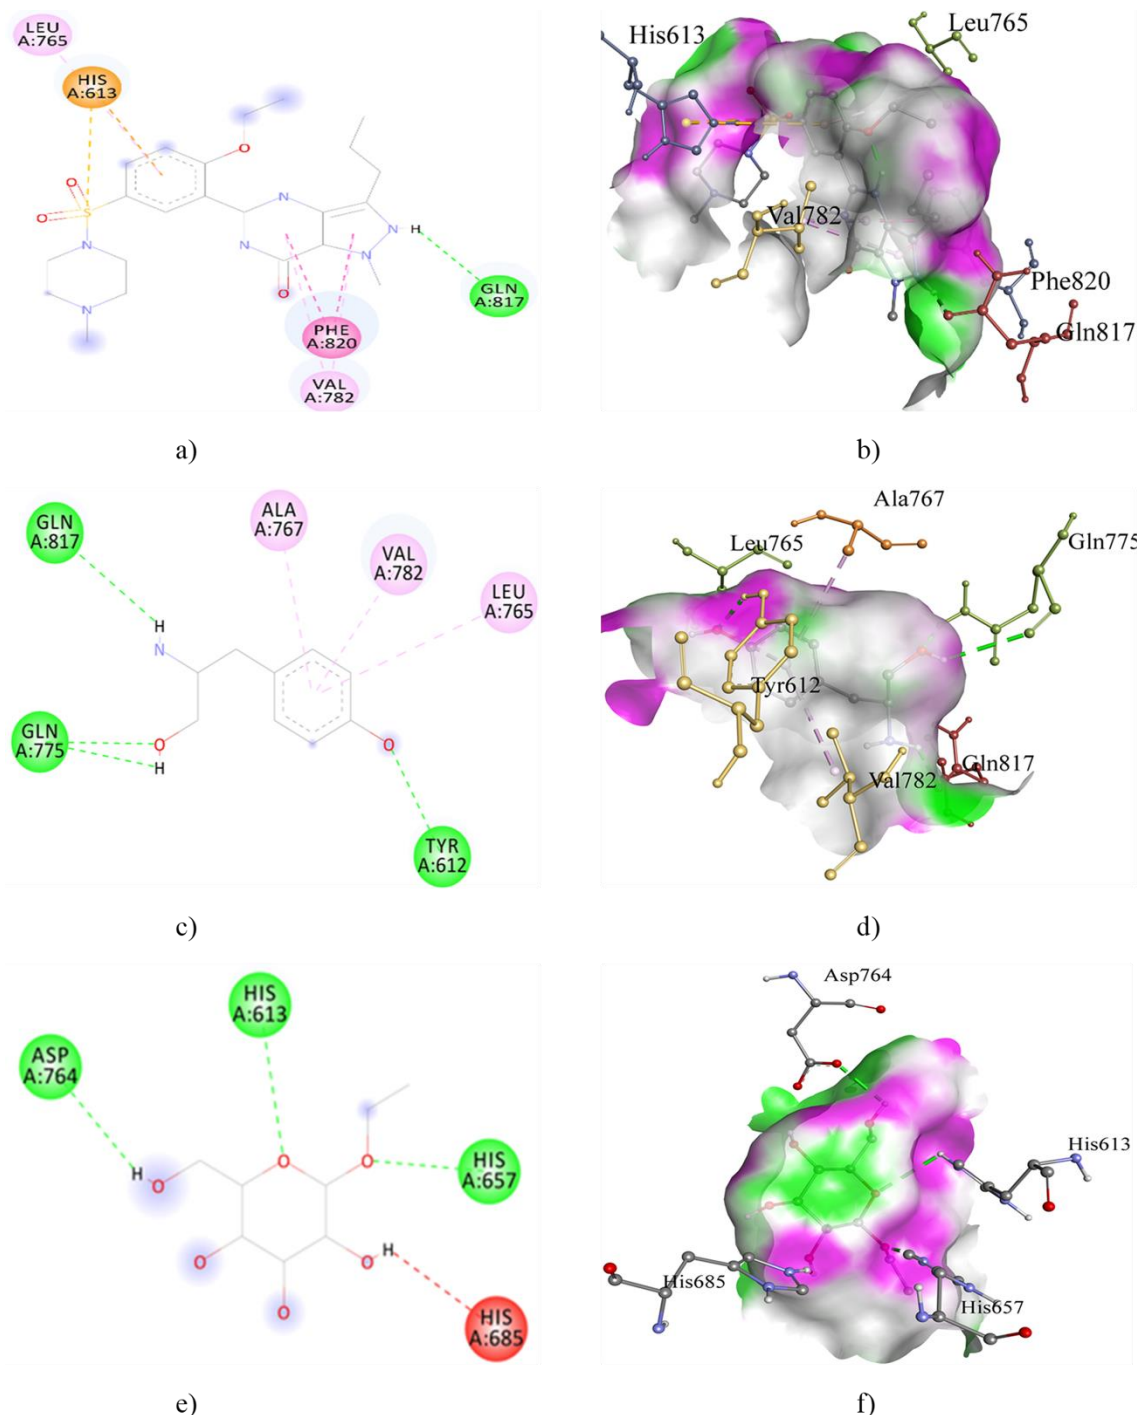 LEU
A:765
HIS
A:613
O
O
O
S
N
N
N
N
N
N
H
O
GLN
A:817
PHE
A:820
VAL
A:782
His613
Leu765
Val782
Phe820
Gln817
a)
b)
GLN
A:817
ALA
A:767
VAL
A:782
LEU
A:765
H
N
GLN
A:775
O
H
O
TYR
A:612
Ala767
Leu765
Gln775
Tyr612
Val782
Gln817
c)
d)
HIS
A:613
ASP
A:764
H
O
O
O
HIS
A:657
O
O
H
O
HIS
A:685
Asp764
His613
His685
His657
e)
f)